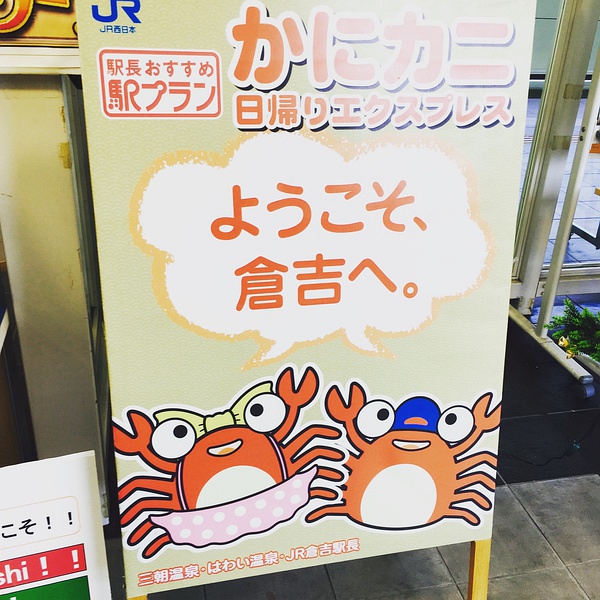 JR
JR西日本
駅長おすすめ
駅プラン
かにカニ
日帰りエクスプレス
ようこそ、
倉吉へ。
三朝温泉・はわい温泉・JR倉吉駅長
こそ！！
shi！！